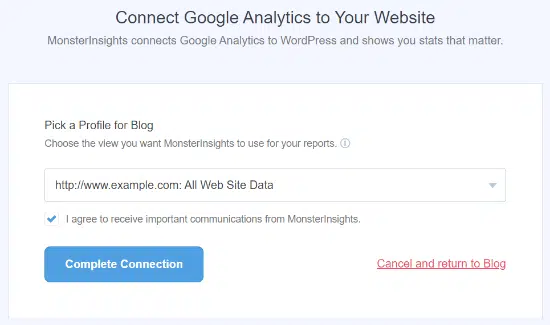 Connect Google Analytics to Your Website
MonsterInsights connects Google Analytics to WordPress and shows you stats that matter.
Pick a Profile for Blog
Choose the view you want MonsterInsights to use for your reports.
http://www.example.com: All Web Site Data
I agree to receive important communications from MonsterInsights.
Complete Connection
Cancel and return to Blog